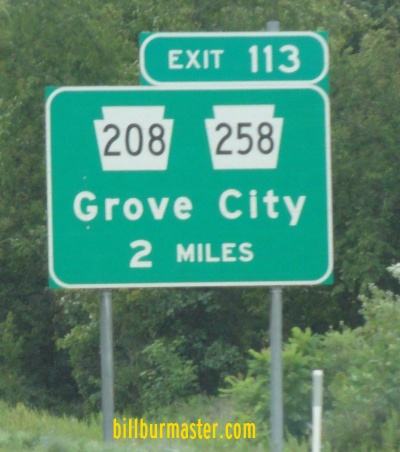 EXIT 113
208 258
Grove City
2 MILES
billburmaster.com